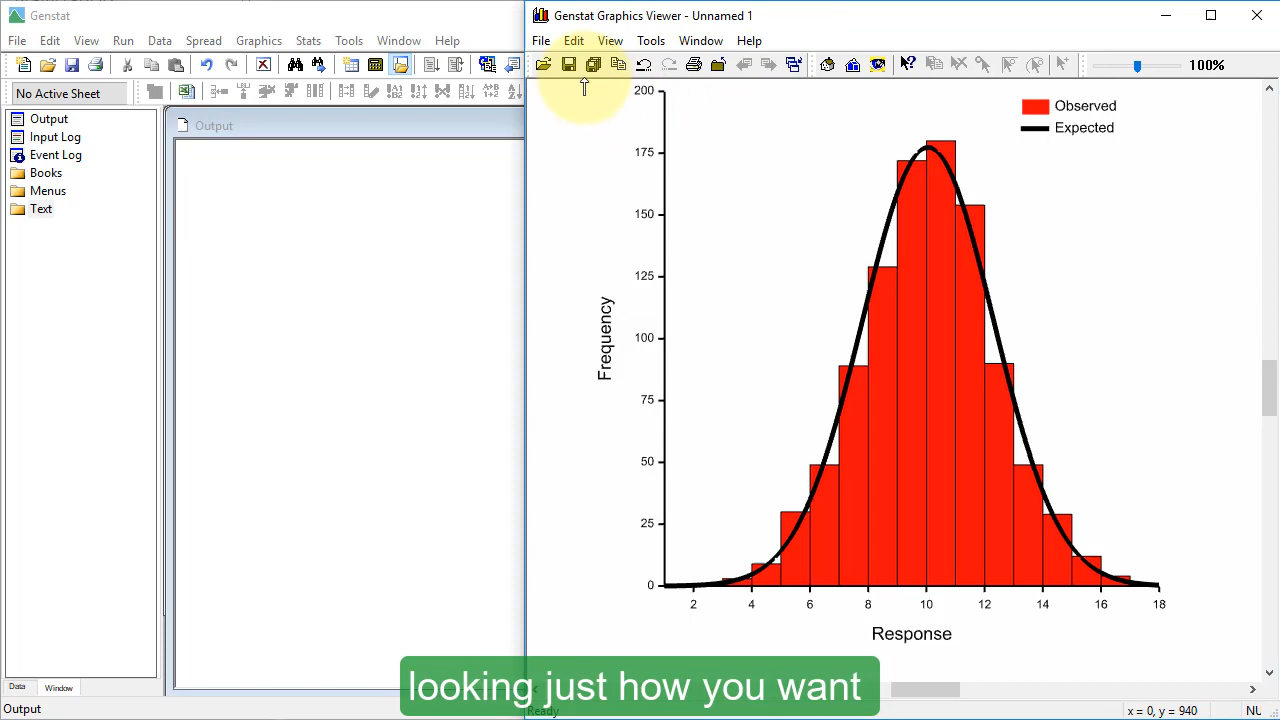 Genstat
File Edit View Run Data Spread Graphics Stats Tools Window Help
No Active Sheet
Output
Input Log
Event Log
Books
Menus
Text
Output
Data Window
Output
Genstat Graphics Viewer - Unnamed 1
File Edit View Tools Window Help
100%
Observed
Expected
200
175
150
125
100
75
50
25
0
Frequency
2 4 6 8 10 12 14 16 18
Response
looking just how you want
Ready
x = 0, y = 940 NU